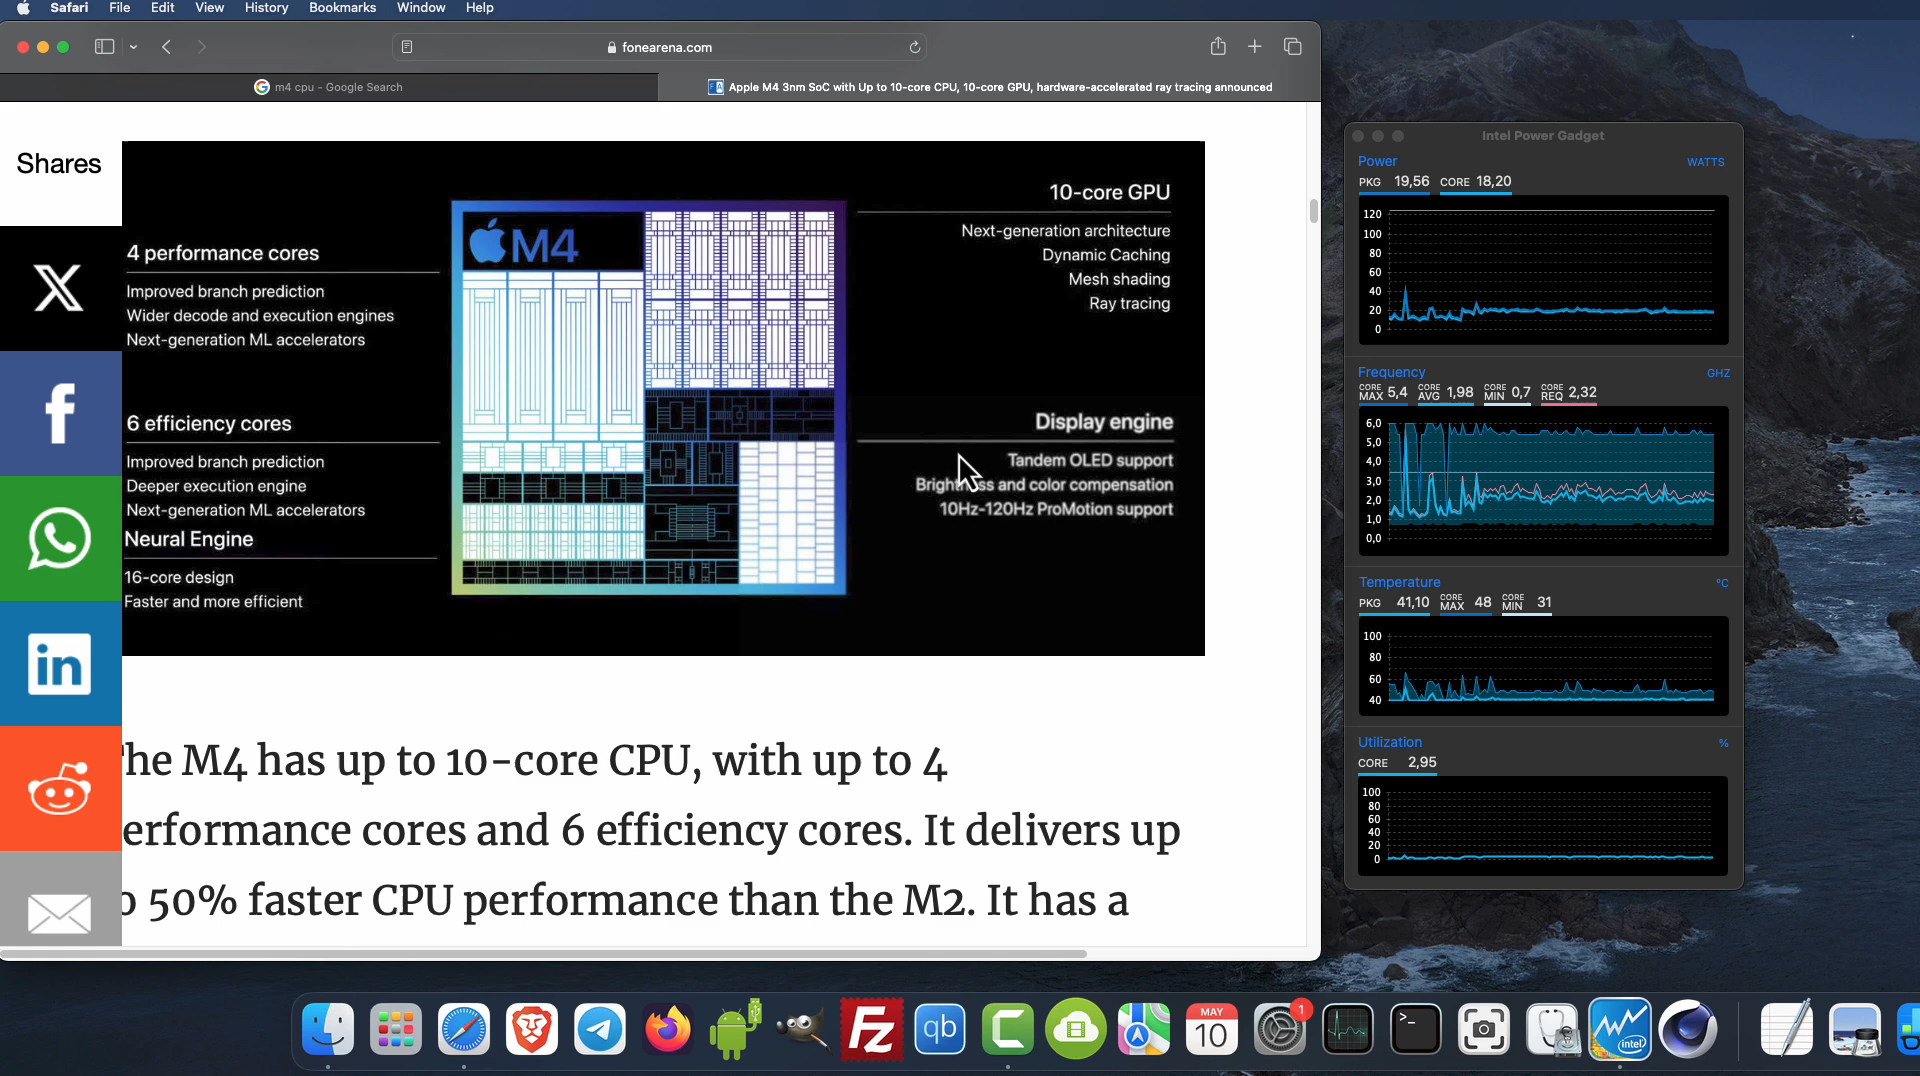 Safari File Edit View History Bookmarks Window Help
fonearena.com
m4 cpu - Google Search
Apple M4 3nm SoC with Up to 10-core CPU, 10-core GPU, hardware-accelerated ray tracing announced
Shares
4 performance cores
Improved branch prediction
Wider decode and execution engines
Next-generation ML accelerators
6 efficiency cores
Improved branch prediction
Deeper execution engine
Next-generation ML accelerators
Neural Engine
16-core design
Faster and more efficient
M4
10-core GPU
Next-generation architecture
Dynamic Caching
Mesh shading
Ray tracing
Display engine
Tandem OLED support
and color compensation
10Hz-120Hz ProMotion support
he M4 has up to 10-core CPU, with up to 4
erformance cores and 6 efficiency cores. It delivers up
o 50% faster CPU performance than the M2. It has a
Intel Power Gadget
Power WATTS
PKG 19,56 CORE 18,20
120
100
80
60
40
20
0
Frequency GHZ
CORE MAX 5,4 CORE AVG 1,98 CORE MIN 0,7 CORE REQ 2,32
6,0
5,0
4,0
3,0
2,0
1,0
0,0
Temperature °C
PKG 41,10 CORE MAX 48 CORE MIN 31
100
80
60
40
Utilization %
CORE 2,95
100
80
60
40
20
0
Fz
qb
MAY
10
1
>_
intel